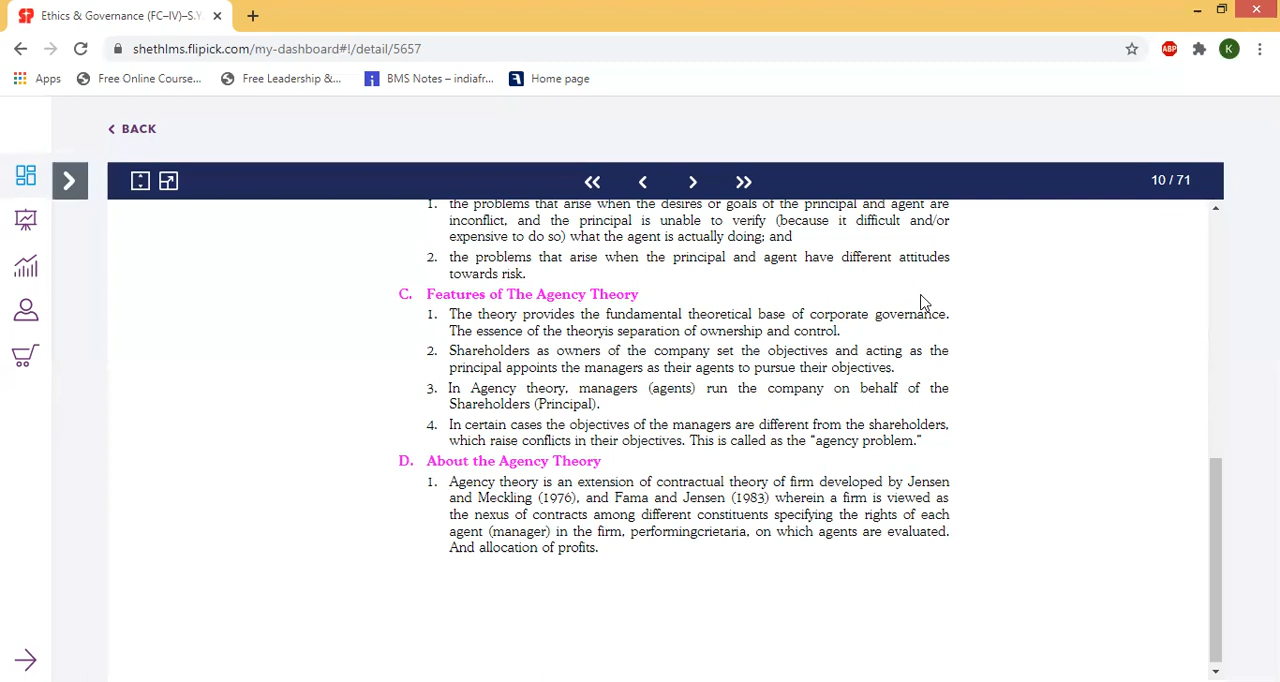 Ethics & Governance (FC–IV)–S.Y.
shethlms.flipick.com/my-dashboard#!/detail/5657
ABP
K
Apps
Free Online Course...
Free Leadership &...
BMS Notes – indiafr...
Home page
BACK
10 / 71
1. the problems that arise when the desires or goals of the principal and agent are
inconflict, and the principal is unable to verify (because it difficult and/or
expensive to do so) what the agent is actually doing; and
2. the problems that arise when the principal and agent have different attitudes
towards risk.
C. Features of The Agency Theory
1. The theory provides the fundamental theoretical base of corporate governance.
The essence of the theoryis separation of ownership and control.
2. Shareholders as owners of the company set the objectives and acting as the
principal appoints the managers as their agents to pursue their objectives.
3. In Agency theory, managers (agents) run the company on behalf of the
Shareholders (Principal).
4. In certain cases the objectives of the managers are different from the shareholders,
which raise conflicts in their objectives. This is called as the “agency problem.”
D. About the Agency Theory
1. Agency theory is an extension of contractual theory of firm developed by Jensen
and Meckling (1976), and Fama and Jensen (1983) wherein a firm is viewed as
the nexus of contracts among different constituents specifying the rights of each
agent (manager) in the firm, performingcrietaria, on which agents are evaluated.
And allocation of profits.